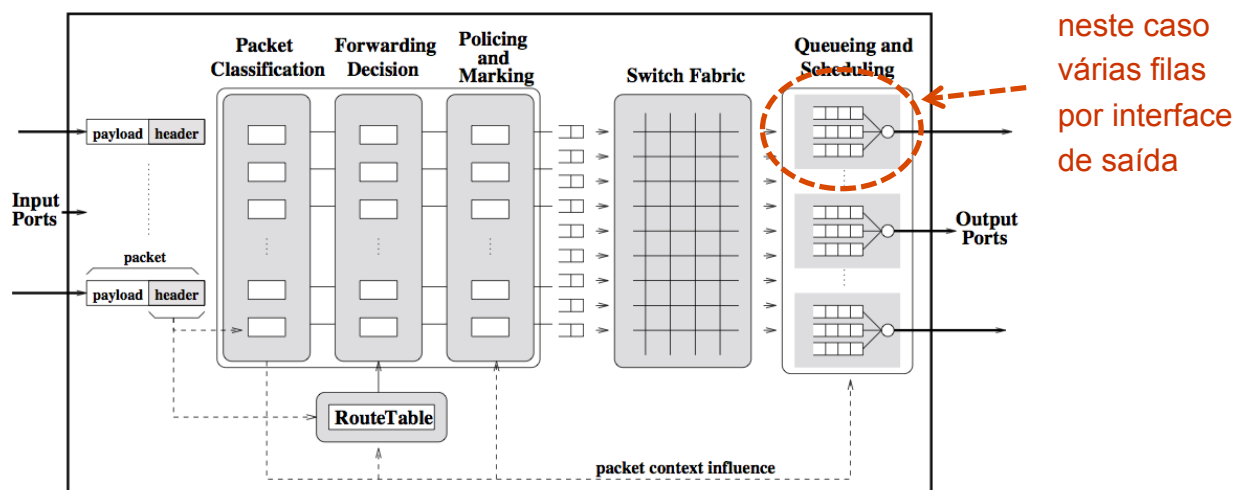 Packet
Classification
Forwarding
Decision
Policing
and
Marking
Switch Fabric
Queueing and
Scheduling
neste caso
várias filas
por interface
de saída
payload header
Input
Ports
packet
payload header
Output
Ports
RouteTable
packet context influence